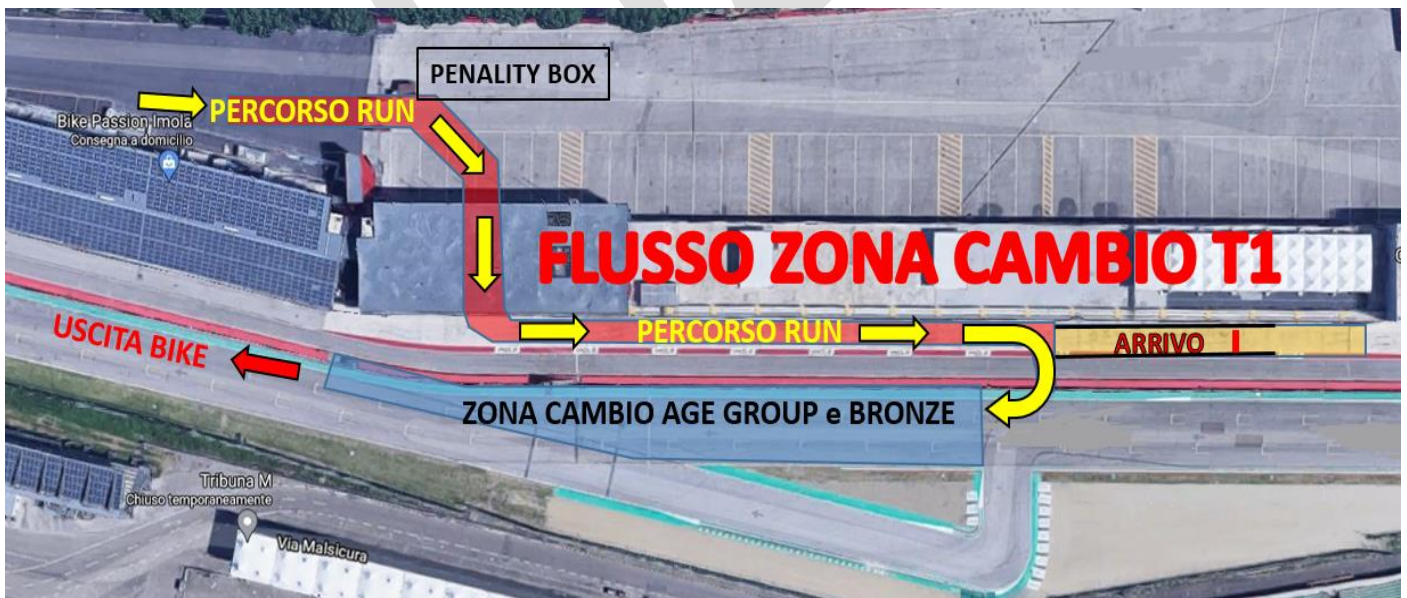 PENALITY BOX
PERCORSO RUN
Bike Passion Imola
Consegna a domicilio
FLUSSO ZONA CAMBIO T1
PERCORSO RUN
ARRIVO
USCITA BIKE
ZONA CAMBIO AGE GROUP e BRONZE
Tribuna M
Chiuso temporaneamente
Via Malsicura